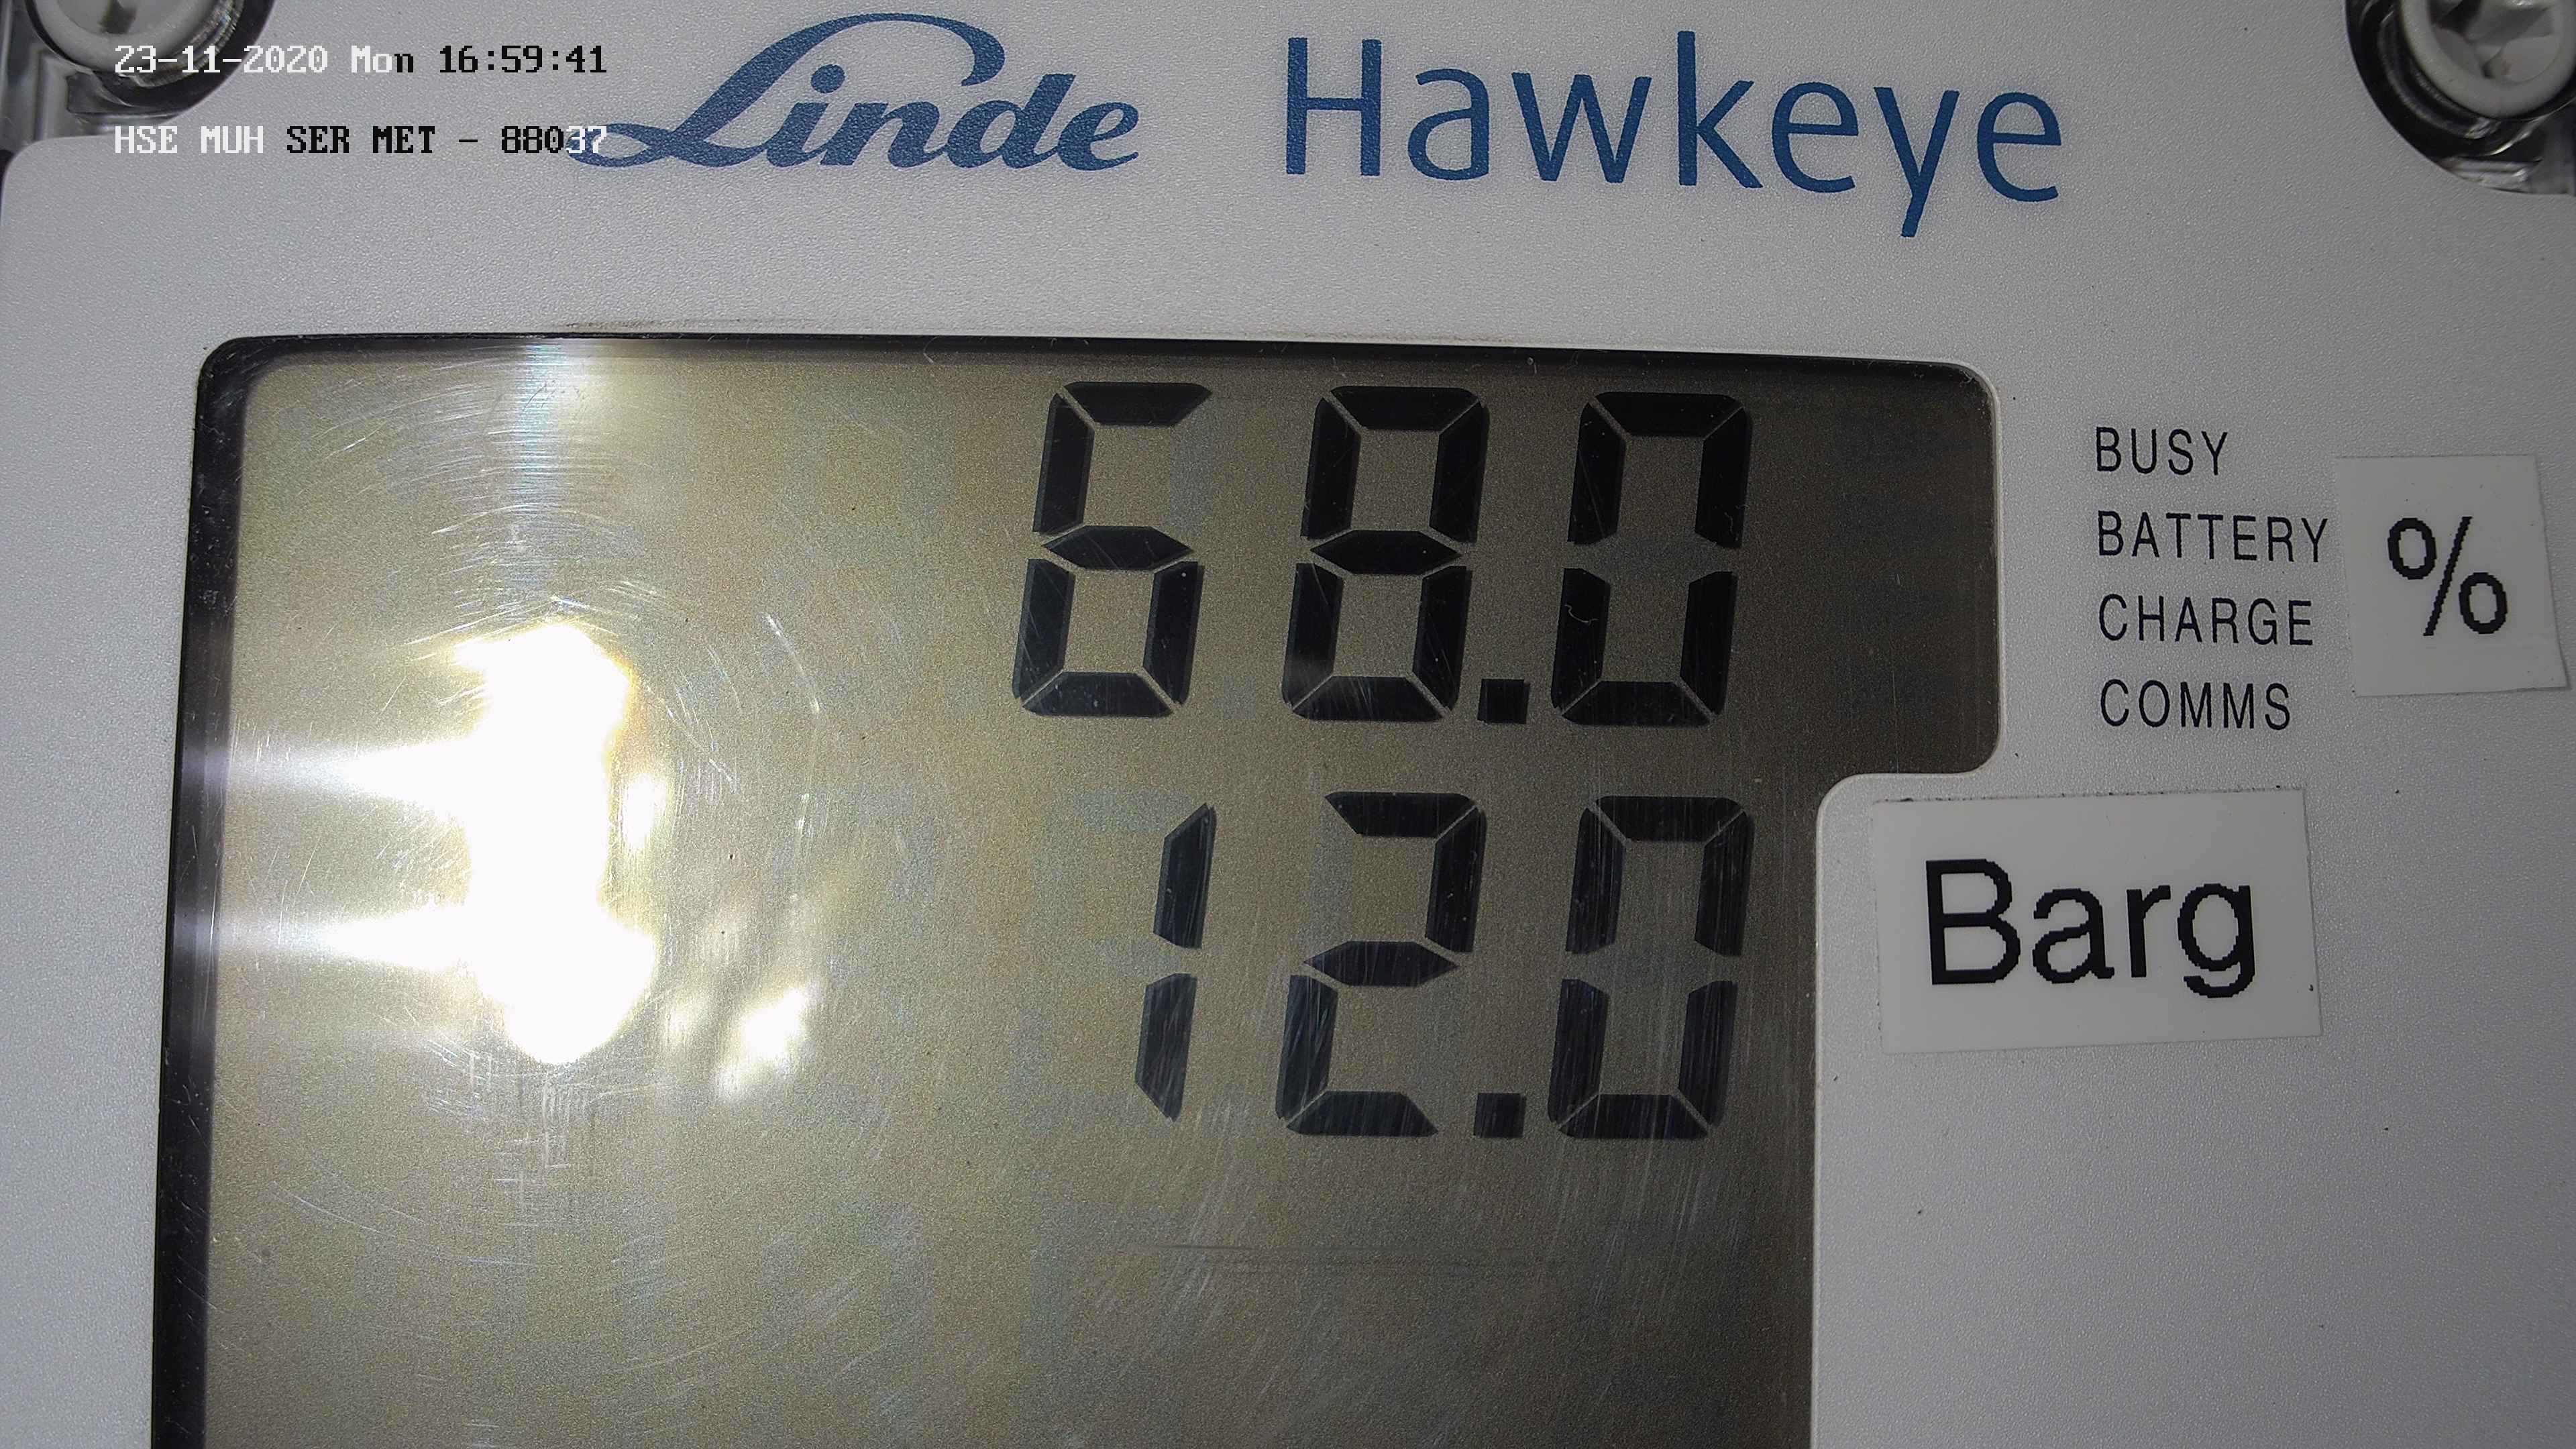 23-11-2020 Mon 16:59:41
HSE MUH SER MET - 88037
Linde Hawkeye
68.0
BUSY
BATTERY
CHARGE
COMMS
%
12.0
Barg